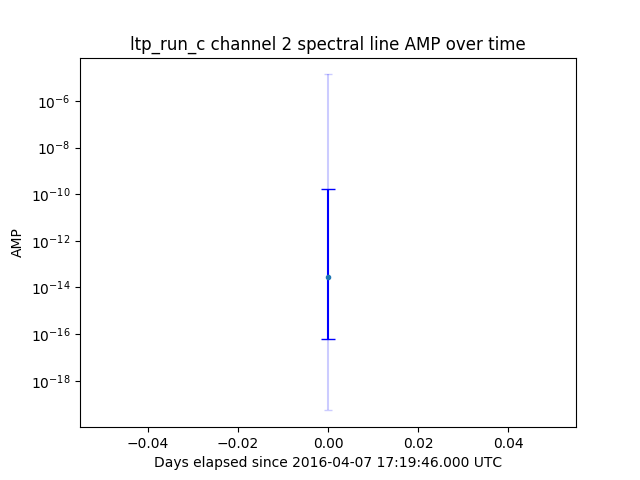 ltp_run_c channel 2 spectral line AMP over time
AMP
10⁻⁶
10⁻⁸
10⁻¹⁰
10⁻¹²
10⁻¹⁴
10⁻¹⁶
10⁻¹⁸
−0.04 −0.02 0.00 0.02 0.04
Days elapsed since 2016-04-07 17:19:46.000 UTC